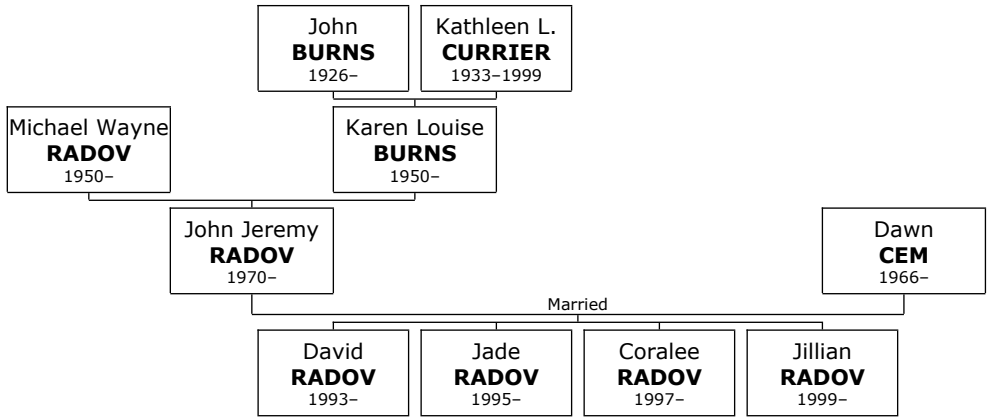 John
BURNS
1926–
Kathleen L.
CURRIER
1933–1999
Michael Wayne
RADOV
1950–
Karen Louise
BURNS
1950–
John Jeremy
RADOV
1970–
Dawn
CEM
1966–
Married
David
RADOV
1993–
Jade
RADOV
1995–
Coralee
RADOV
1997–
Jillian
RADOV
1999–